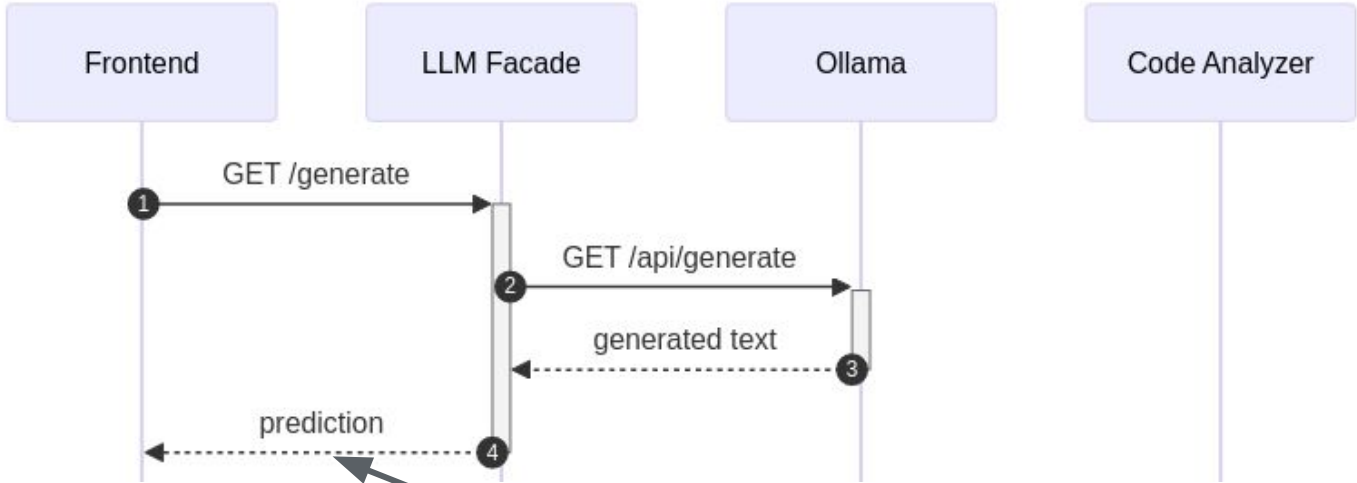 Frontend
LLM Facade
Ollama
Code Analyzer
GET /generate
1
GET /api/generate
2
generated text
3
prediction
4